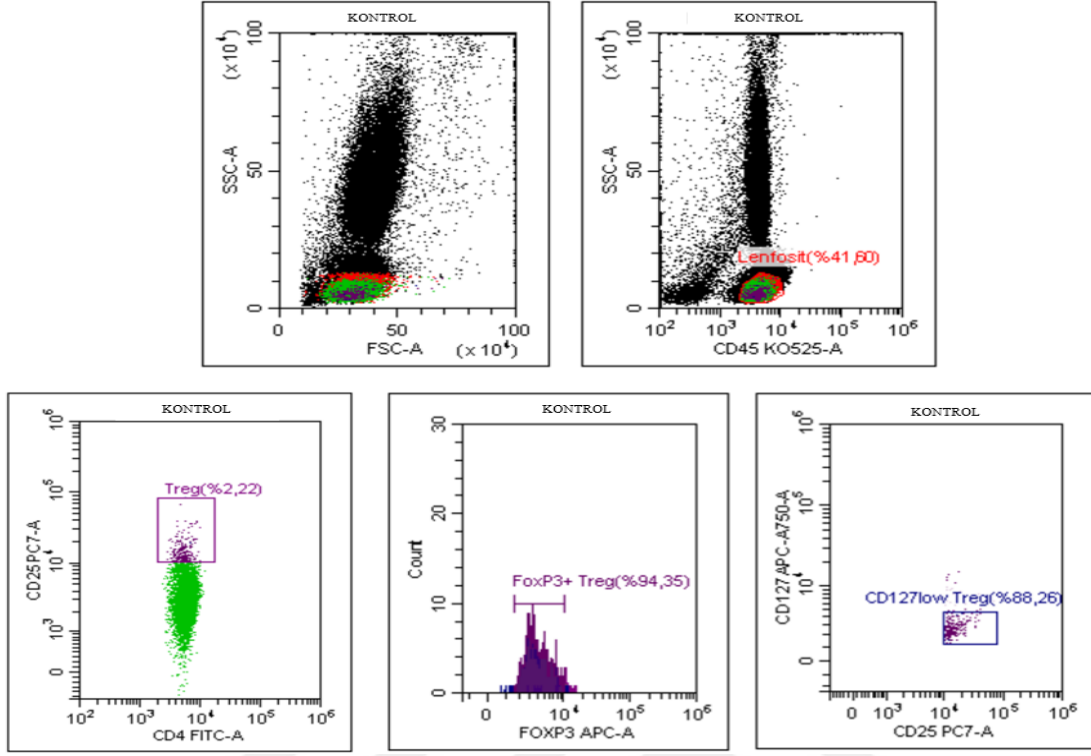 KONTROL
(x10⁴)
SSC-A
100
50
0
0
50
100
FSC-A
(x 10⁴)
KONTROL
(x10⁴)
SSC-A
100
50
0
Lenfosit(%41,60)
10² 10³ 10⁴ 10⁵ 10⁶
CD45 KO525-A
KONTROL
CD25 PC7-A
10⁶
10⁵
10⁴
10³
0
Treg(%2,22)
10² 10³ 10⁴ 10⁵ 10⁶
CD4 FITC-A
KONTROL
Count
30
20
10
0
FoxP3+ Treg(%94,35)
0 10⁴ 10⁵ 10⁶
FOXP3 APC-A
KONTROL
CD127 APC-A750-A
10⁶
10⁵
10⁴
0
CD127low Treg(%88,26)
0 10³ 10⁴ 10⁵ 10⁶
CD25 PC7-A